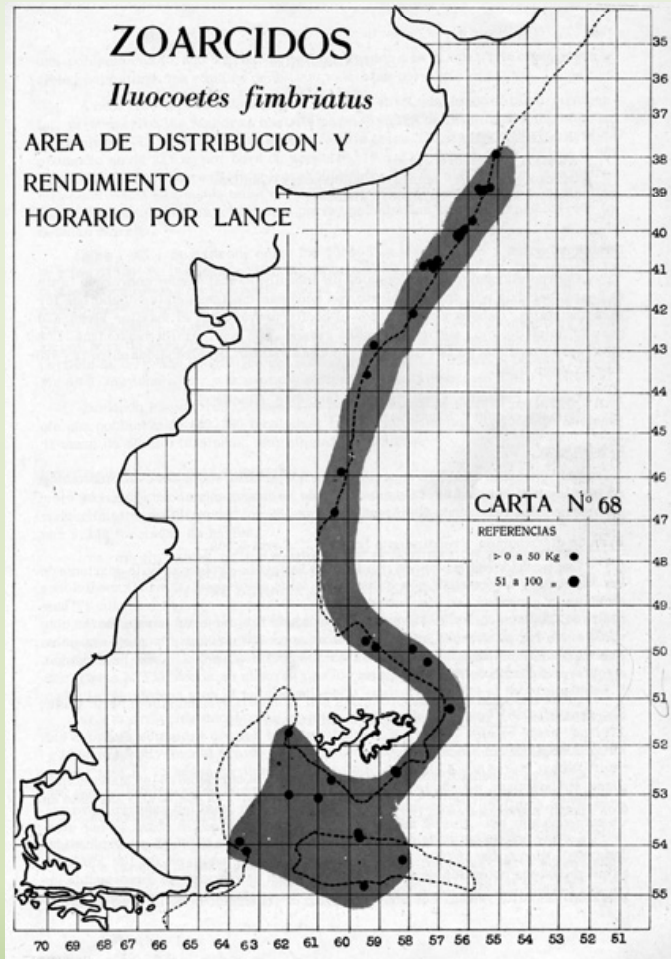 ZOARCIDOS
Iluocoetes fimbriatus
AREA DE DISTRIBUCION Y
RENDIMIENTO
HORARIO POR LANCE
35
36
37
38
39
40
41
42
43
44
45
46
47
48
49
50
51
52
53
54
55
CARTA Nº 68
REFERENCIAS
> 0 a 50 Kg
51 a 100 „
70 69 68 67 66 65 64 63 62 61 60 59 58 57 56 55 54 53 52 51